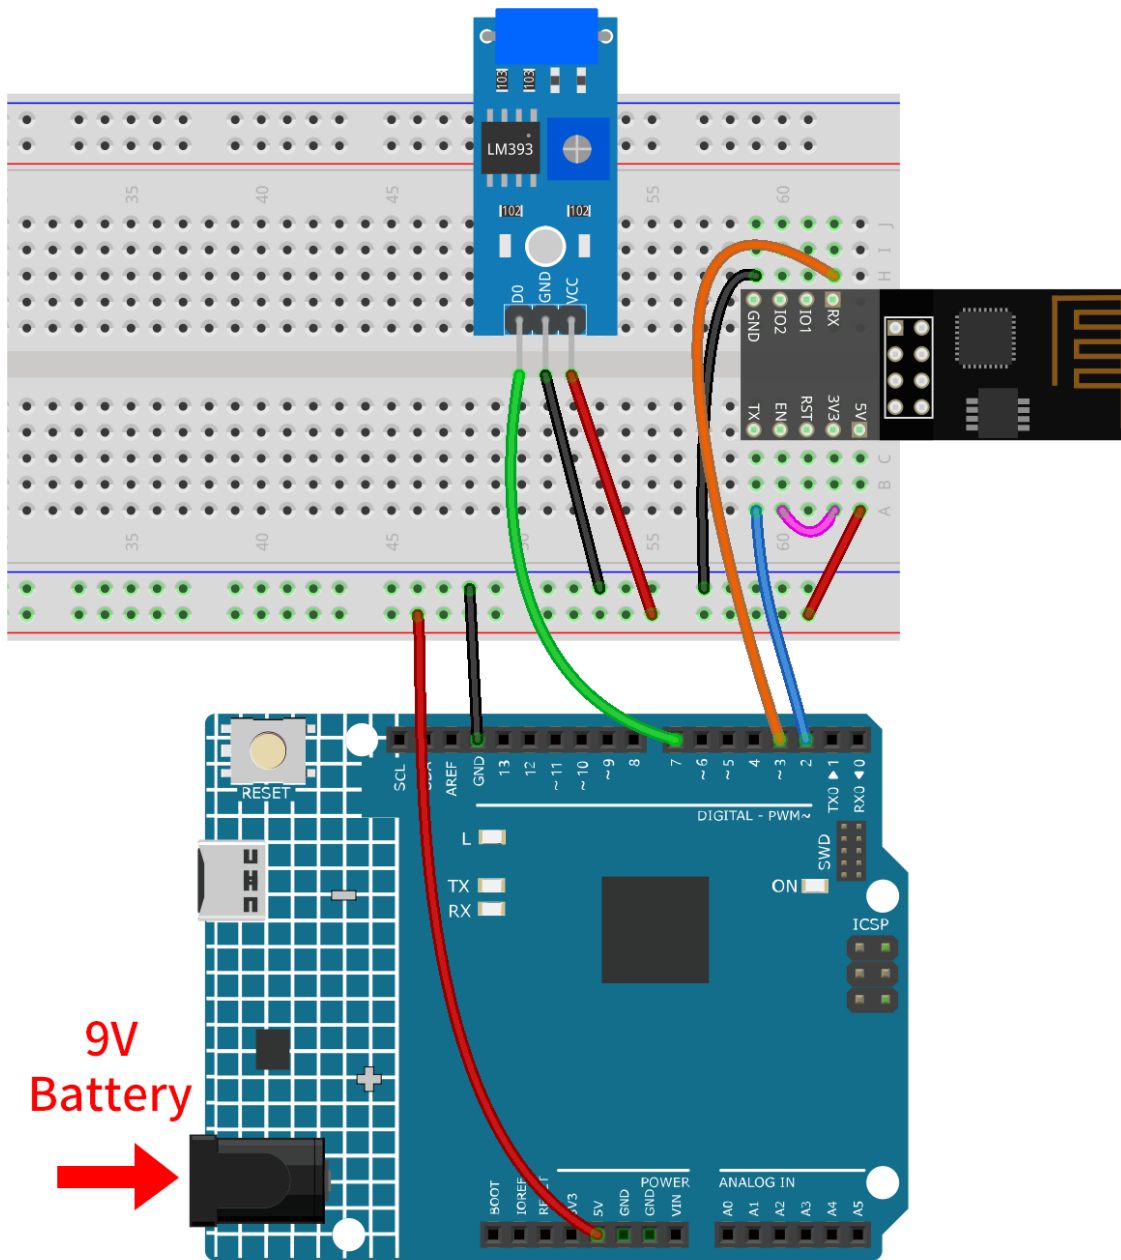 103
103
LM393
102
102
D0
GND
VCC
35
40
45
55
60
J
I
H
GND
IO2
IO1
RX
TX
EN
RST
3V3
5V
C
B
A
35
40
45
50
55
60
RESET
SCL
AREF
GND
13
12
~11
~10
~9
8
7
~6
~5
4
~3
2
TX0▶1
RX0◀0
DIGITAL - PWM~
L
TX
RX
ON
SWD
ICSP
9V
Battery
POWER
ANALOG IN
BOOT
IOREF
5V
GND
GND
VIN
A0
A1
A2
A3
A4
A5